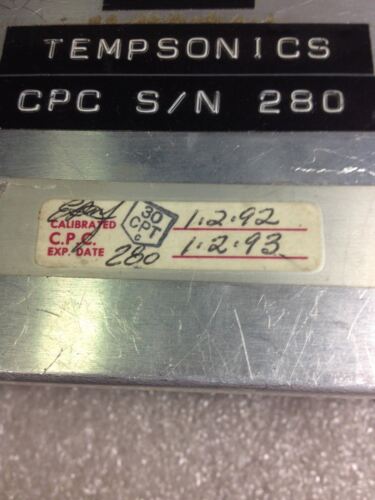 TEMPSONICS
CPC S/N 280
CALIBRATED 1.2.92
30
CPT
C
C.P.C.
EXP. DATE 280 1.2.93